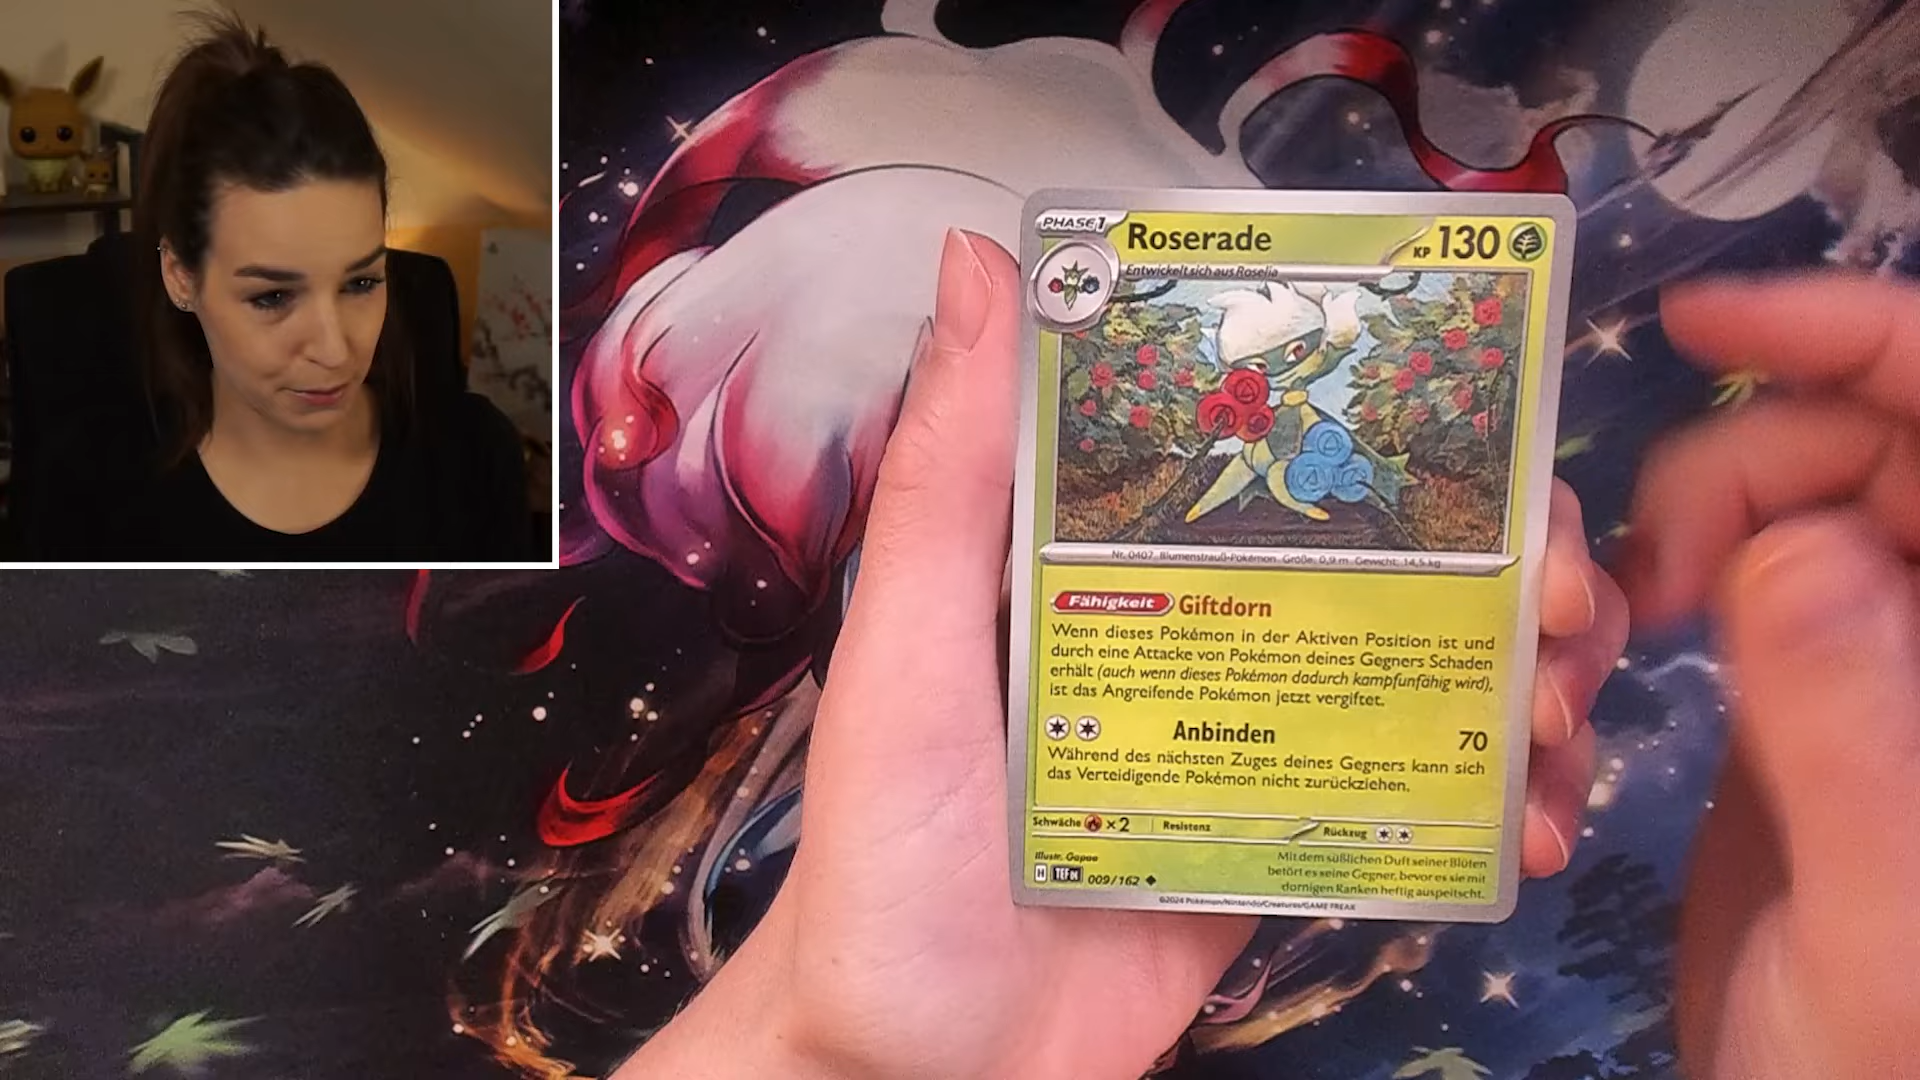 PHASE 1
Roserade
KP 130
Entwickelt sich aus Roselia
Nr. 0407. Blumenstrauß-Pokémon. Größe: 0,9 m Gewicht: 14,5 kg
Fähigkeit Giftdorn
Wenn dieses Pokémon in der Aktiven Position ist und
durch eine Attacke von Pokémon deines Gegners Schaden
erhält (auch wenn dieses Pokémon dadurch kampfunfähig wird),
ist das Angreifende Pokémon jetzt vergiftet.
Anbinden 70
Während des nächsten Zuges deines Gegners kann sich
das Verteidigende Pokémon nicht zurückziehen.
Schwäche ×2 Resistenz Rückzug
Illustr. Gapao
Mit dem süßlichen Duft seiner Blüten
betört es seine Gegner, bevor es sie mit
dornigen Ranken heftig auspeitscht.
H TEF DE 009/162
©2024 Pokémon/Nintendo/Creatures/GAME FREAK